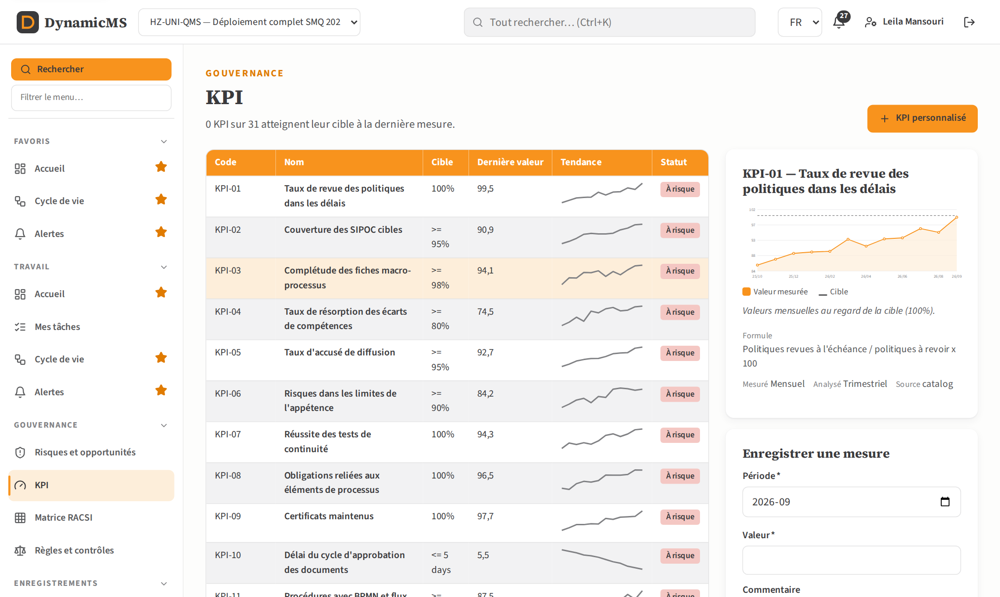 DynamicMS
HZ-UNI-QMS — Déploiement complet SMQ 202
Tout rechercher… (Ctrl+K)
FR
27
Leila Mansouri
Rechercher
Filtrer le menu…
FAVORIS
Accueil
Cycle de vie
Alertes
TRAVAIL
Accueil
Mes tâches
Cycle de vie
Alertes
GOUVERNANCE
Risques et opportunités
KPI
Matrice RACSI
Règles et contrôles
ENREGISTREMENTS
GOUVERNANCE
KPI
0 KPI sur 31 atteignent leur cible à la dernière mesure.
KPI personnalisé
Code Nom Cible Dernière valeur Tendance Statut
KPI-01 Taux de revue des politiques 100% 99,5 À risque
dans les délais
KPI-02 Couverture des SIPOC cibles >= 90,9 À risque
95%
KPI-03 Complétude des fiches macro- >= 94,1 À risque
processus 98%
KPI-04 Taux de résorption des écarts >= 74,5 À risque
de compétences 80%
KPI-05 Taux d'accusé de diffusion >= 92,7 À risque
95%
KPI-06 Risques dans les limites de >= 84,2 À risque
l'appétence 90%
KPI-07 Réussite des tests de 100% 94,3 À risque
continuité
KPI-08 Obligations reliées aux 100% 96,5 À risque
éléments de processus
KPI-09 Certificats maintenus 100% 97,7 À risque
KPI-10 Délai du cycle d'approbation <= 5 5,5 À risque
des documents days
KPI-11 Procédures avec BPMN et flux >= 87,5 À risque
KPI-01 — Taux de revue des
politiques dans les délais
102
97
93
88
84
25/10 25/12 26/02 26/04 26/06 26/08 26/09
Valeur mesurée Cible
Valeurs mensuelles au regard de la cible (100%).
Formule
Politiques revues à l'échéance / politiques à revoir x
100
Mesuré Mensuel Analysé Trimestriel Source catalog
Enregistrer une mesure
Période *
2026-09
Valeur *
Commentaire